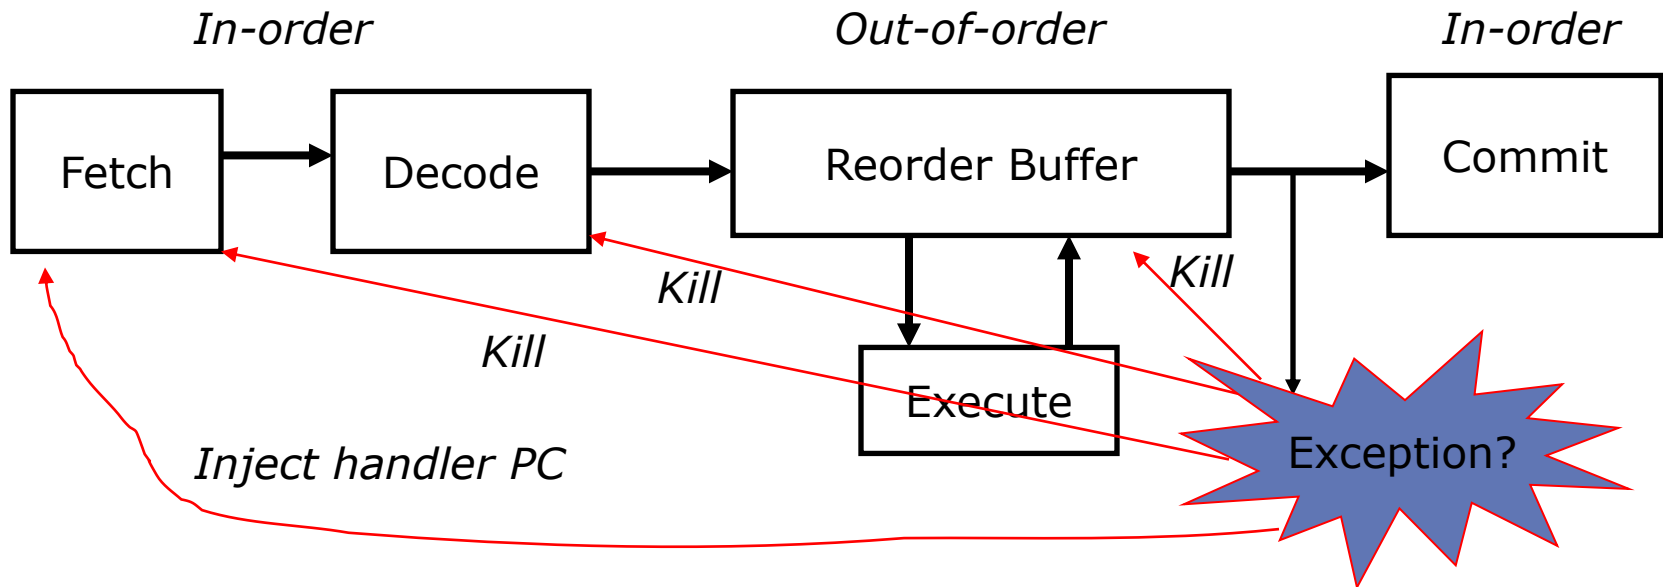 In-order
Out-of-order
In-order
Fetch
Decode
Reorder Buffer
Commit
Kill
Kill
Kill
Execute
Inject handler PC
Exception?